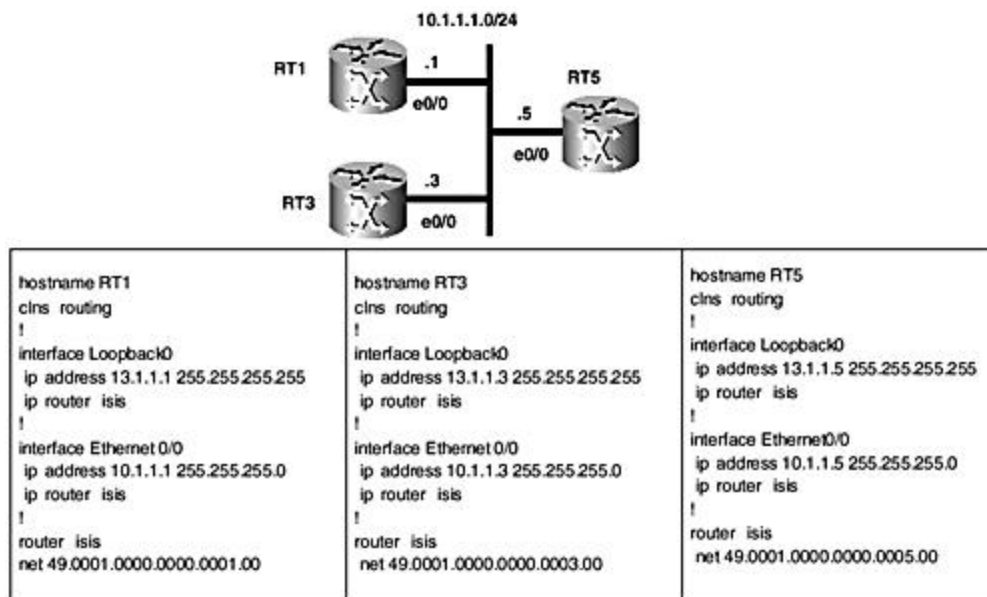 10.1.1.1.0/24
RT1
.1
e0/0
RT5
.5
e0/0
RT3
.3
e0/0
hostname RT1
clns routing
!
interface Loopback0
ip address 13.1.1.1 255.255.255.255
ip router isis
!
interface Ethernet 0/0
ip address 10.1.1.1 255.255.255.0
ip router isis
!
router isis
net 49.0001.0000.0000.0001.00
hostname RT3
clns routing
!
interface Loopback0
ip address 13.1.1.3 255.255.255.255
ip router isis
!
interface Ethernet 0/0
ip address 10.1.1.3 255.255.255.0
ip router isis
!
router isis
net 49.0001.0000.0000.0003.00
hostname RT5
clns routing
!
interface Loopback0
ip address 13.1.1.5 255.255.255.255
ip router isis
!
interface Ethernet0/0
ip address 10.1.1.5 255.255.255.0
ip router isis
!
router isis
net 49.0001.0000.0000.0005.00